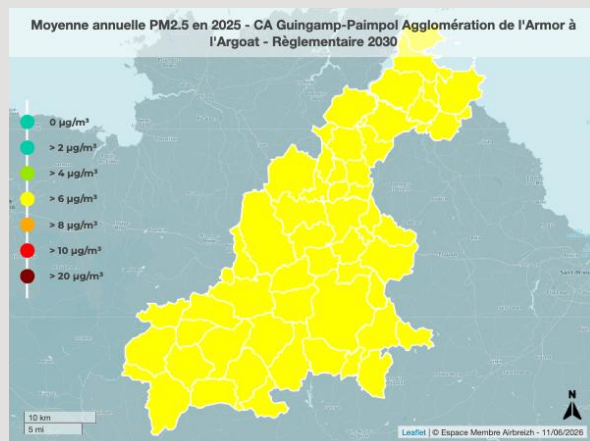 Moyenne annuelle PM2.5 en 2025 - CA Guingamp-Paimpol Agglomération de l'Armor à
l'Argoat - Règlementaire 2030
0 µg/m³
> 2 µg/m³
> 4 µg/m³
> 6 µg/m³
> 8 µg/m³
> 10 µg/m³
> 20 µg/m³
10 km
5 mi
N
Leaflet | © Espace Membre Airbreizh - 11/06/2026